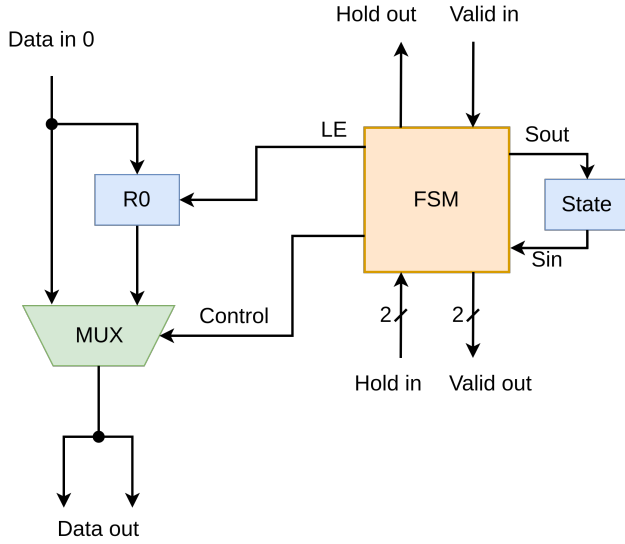 Hold out
Valid in
Data in 0
LE
Sout
R0
FSM
State
Sin
Control
2
2
MUX
Hold in
Valid out
Data out